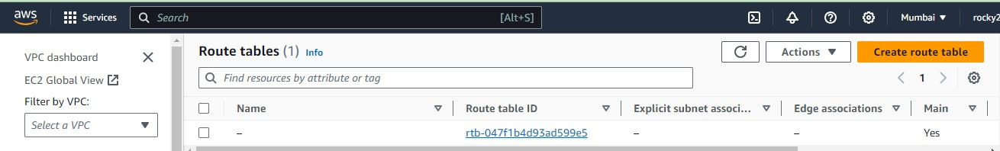 aws Services Search [Alt+S] Mumbai rocky2
VPC dashboard
EC2 Global View
Filter by VPC:
Select a VPC
Route tables (1) Info Actions Create route table
Find resources by attribute or tag 1
Name Route table ID Explicit subnet associ... Edge associations Main
– rtb-047f1b4d93ad599e5 – – Yes